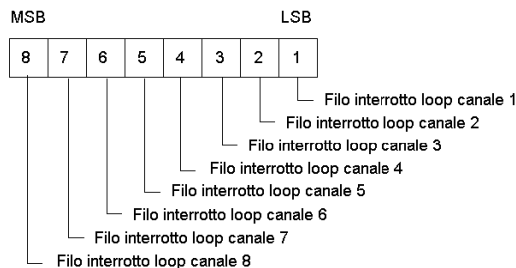 MSB LSB
8 7 6 5 4 3 2 1
Filo interrotto loop canale 1
Filo interrotto loop canale 2
Filo interrotto loop canale 3
Filo interrotto loop canale 4
Filo interrotto loop canale 5
Filo interrotto loop canale 6
Filo interrotto loop canale 7
Filo interrotto loop canale 8